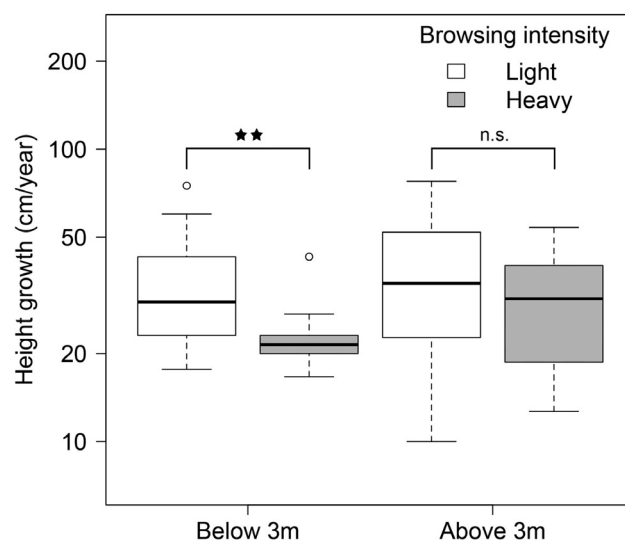 Browsing intensity
Light
Heavy
★★
n.s.
Height growth (cm/year)
200
100
50
20
10
Below 3m
Above 3m